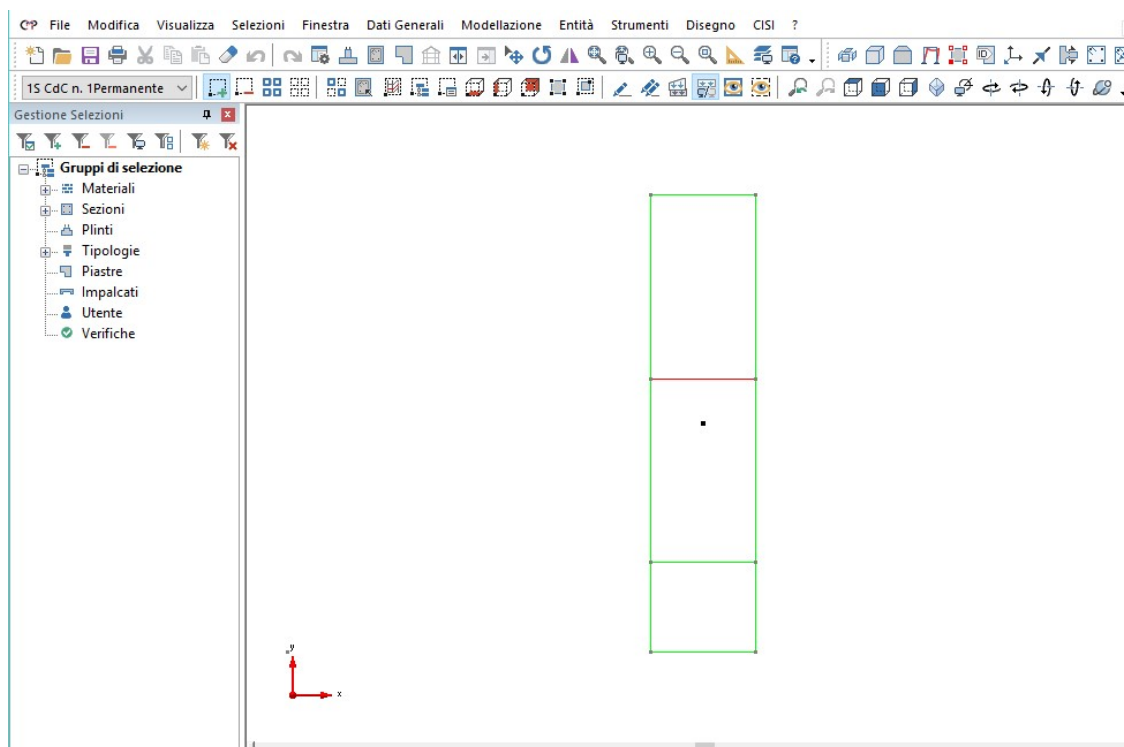 CMP File Modifica Visualizza Selezioni Finestra Dati Generali Modellazione Entità Strumenti Disegno CISI ?
1S CdC n. 1Permanente
Gestione Selezioni
Gruppi di selezione
Materiali
Sezioni
Plinti
Tipologie
Piastre
Impalcati
Utente
Verifiche
y
x